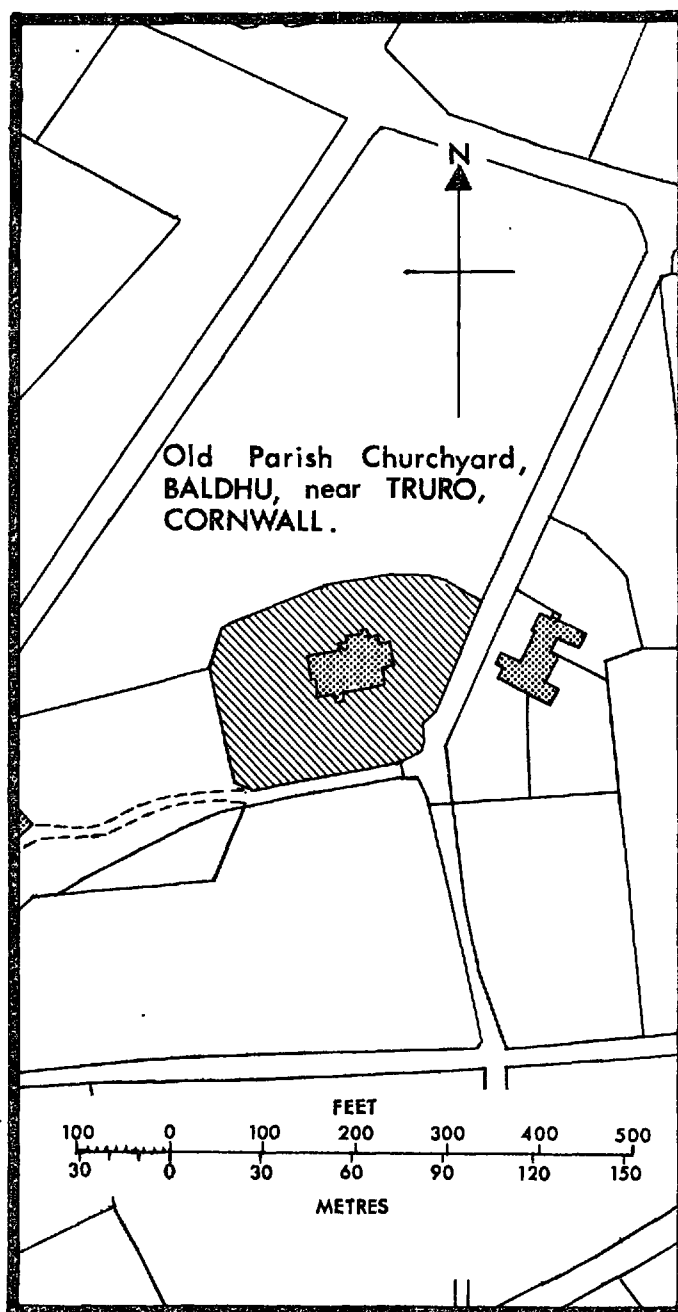 N
Old Parish Churchyard,
BALDHU, near TRURO,
CORNWALL.
FEET
100 0 100 200 300 400 500
30 0 30 60 90 120 150
METRES